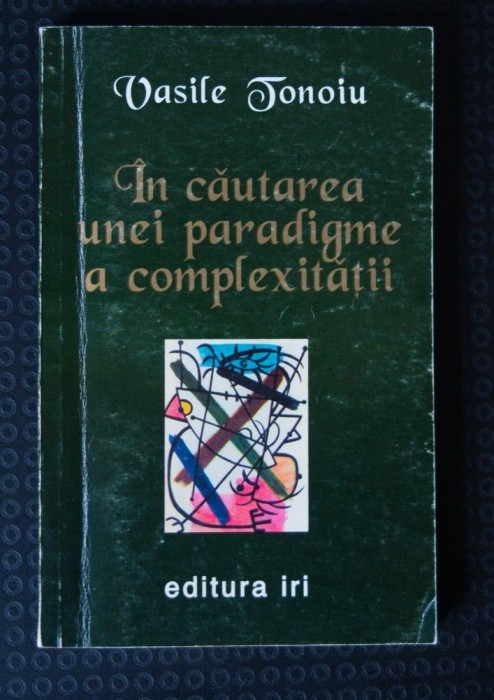 Vasile Tonoiu
În căutarea
unei paradigme
a complexității
editura iri